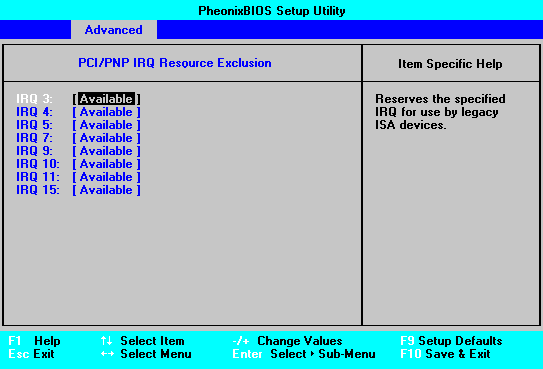 PheonixBIOS Setup Utility
Advanced
PCI/PNP IRQ Resource Exclusion
Item Specific Help
IRQ 3: [ Available ]
IRQ 4: [ Available ]
IRQ 5: [ Available ]
IRQ 7: [ Available ]
IRQ 9: [ Available ]
IRQ 10: [ Available ]
IRQ 11: [ Available ]
IRQ 15: [ Available ]
Reserves the specified
IRQ for use by legacy
ISA devices.
F1 Help ↑↓ Select Item -/+ Change Values F9 Setup Defaults
Esc Exit ↔ Select Menu Enter Select ▸ Sub-Menu F10 Save & Exit